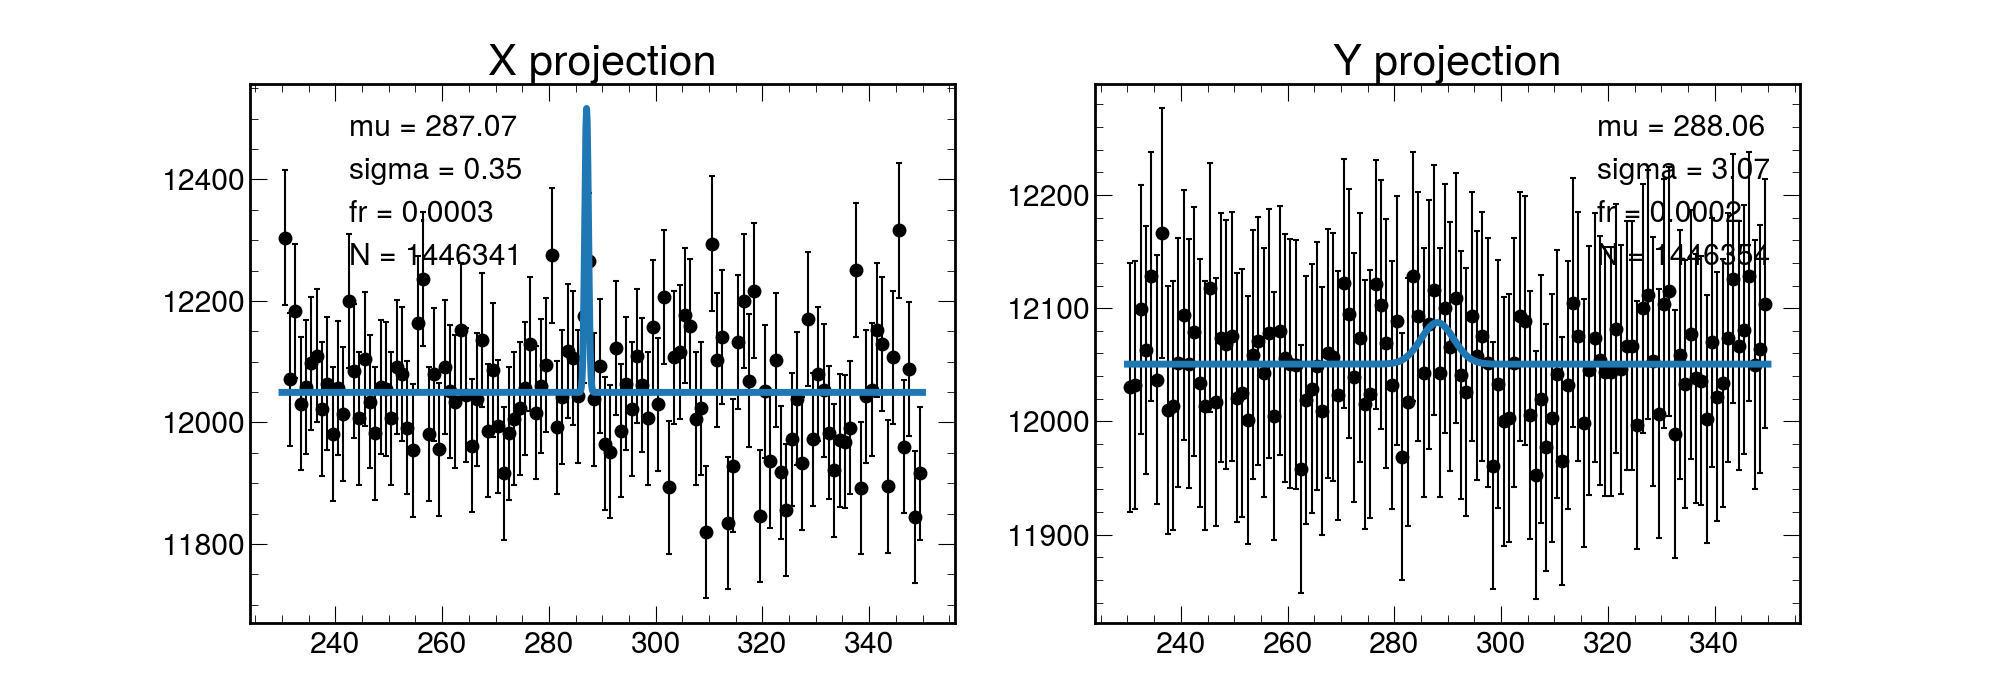 X projection
mu = 287.07
sigma = 0.35
fr = 0.0003
N = 1446341
12400
12200
12000
11800
240 260 280 300 320 340
Y projection
mu = 288.06
sigma = 3.07
fr = 0.0002
N = 1446354
12200
12100
12000
11900
240 260 280 300 320 340